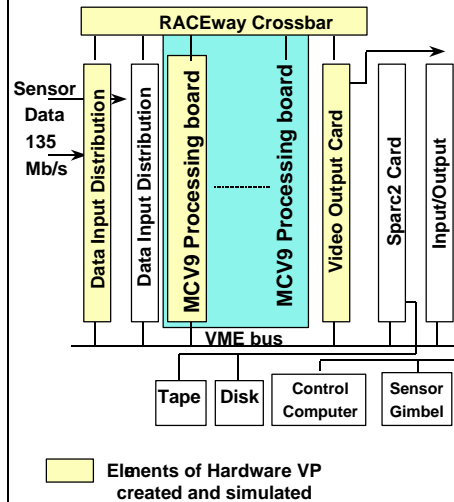 RACEway Crossbar
Sensor
Data
135
Mb/s
Data Input Distribution
Data Input Distribution
MCV9 Processing board
MCV9 Processing board
Video Output Card
Sparc2 Card
Input/Output
VME bus
Tape
Disk
Control
Computer
Sensor
Gimbel
Elements of Hardware VP
created and simulated